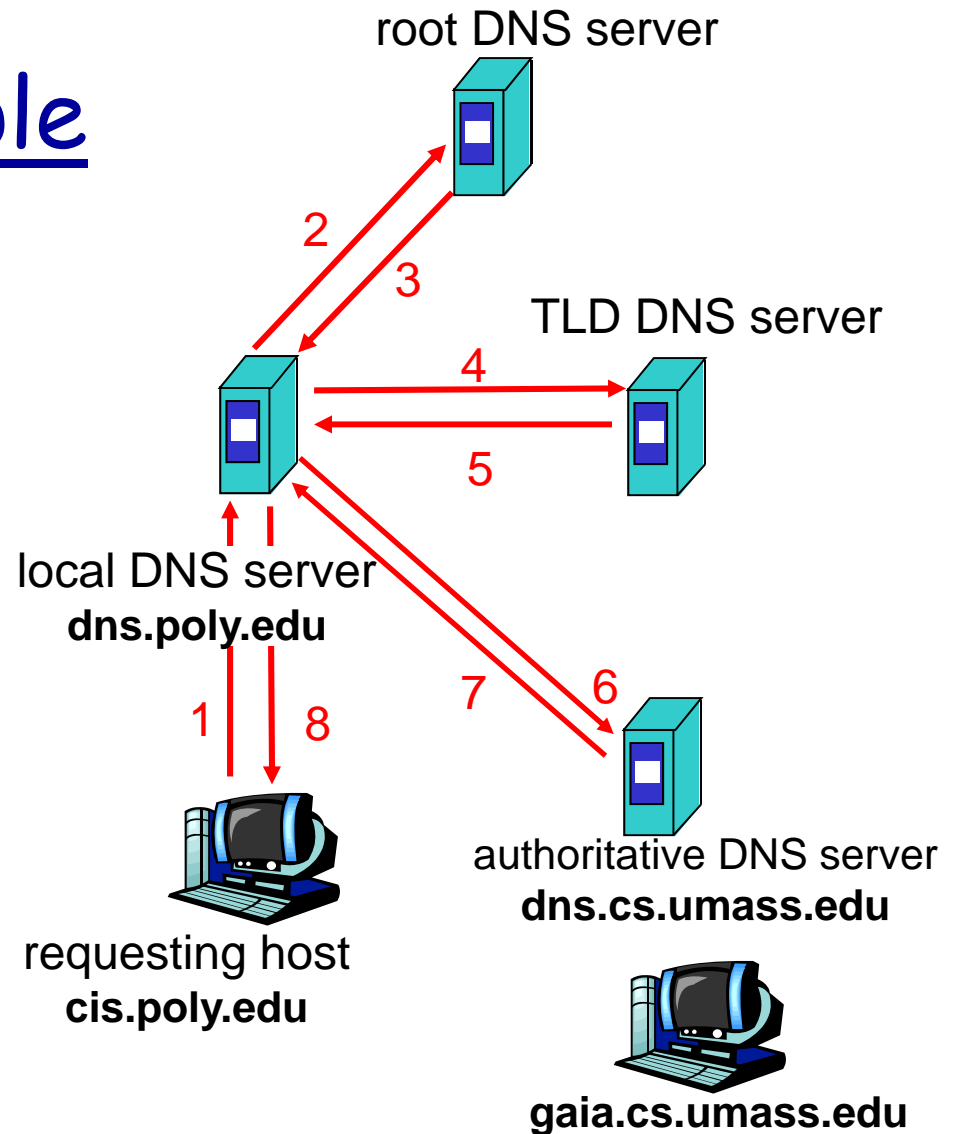 root DNS server
2
3
TLD DNS server
4
5
local DNS server
dns.poly.edu
7
6
1
8
authoritative DNS server
dns.cs.umass.edu
requesting host
cis.poly.edu
gaia.cs.umass.edu